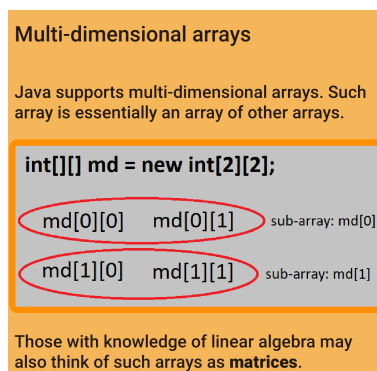 Multi-dimensional arrays
Java supports multi-dimensional arrays. Such
array is essentially an array of other arrays.
int[][] md = new int[2][2];
md[0][0] md[0][1] sub-array: md[0]
md[1][0] md[1][1] sub-array: md[1]
Those with knowledge of linear algebra may
also think of such arrays as matrices.